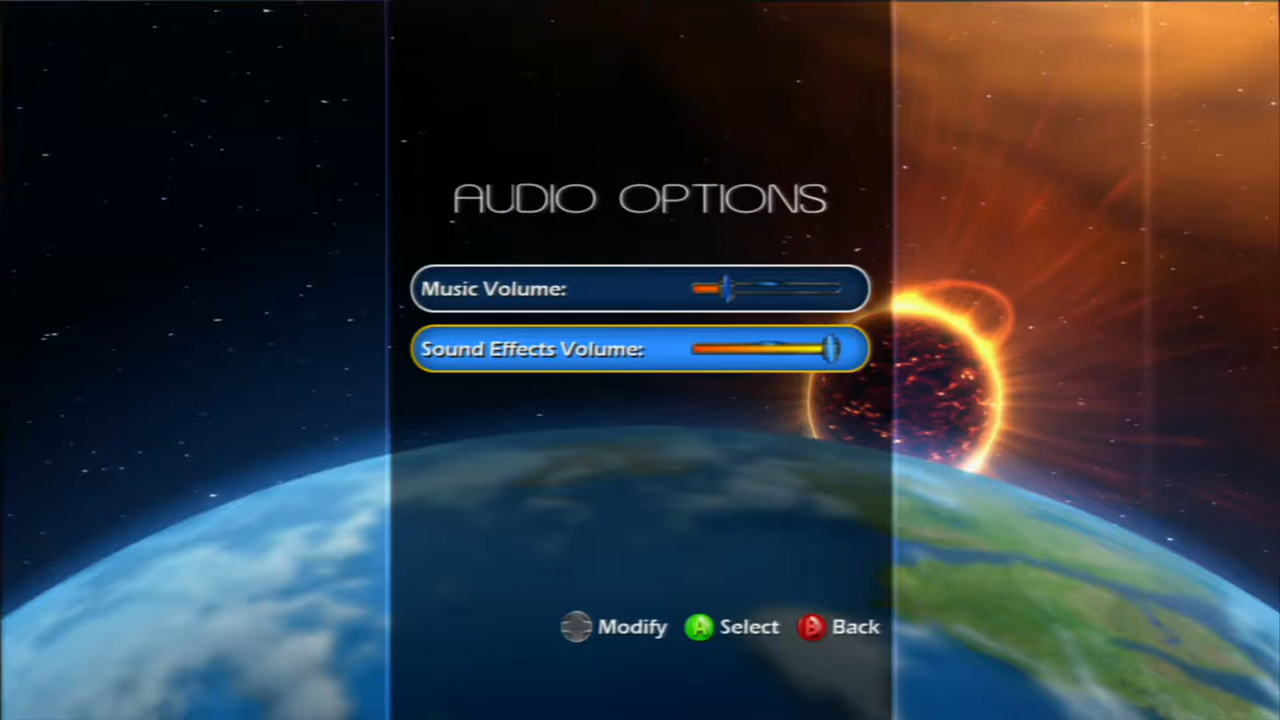 AUDIO OPTIONS
Music Volume:
Sound Effects Volume:
Modify A Select B Back